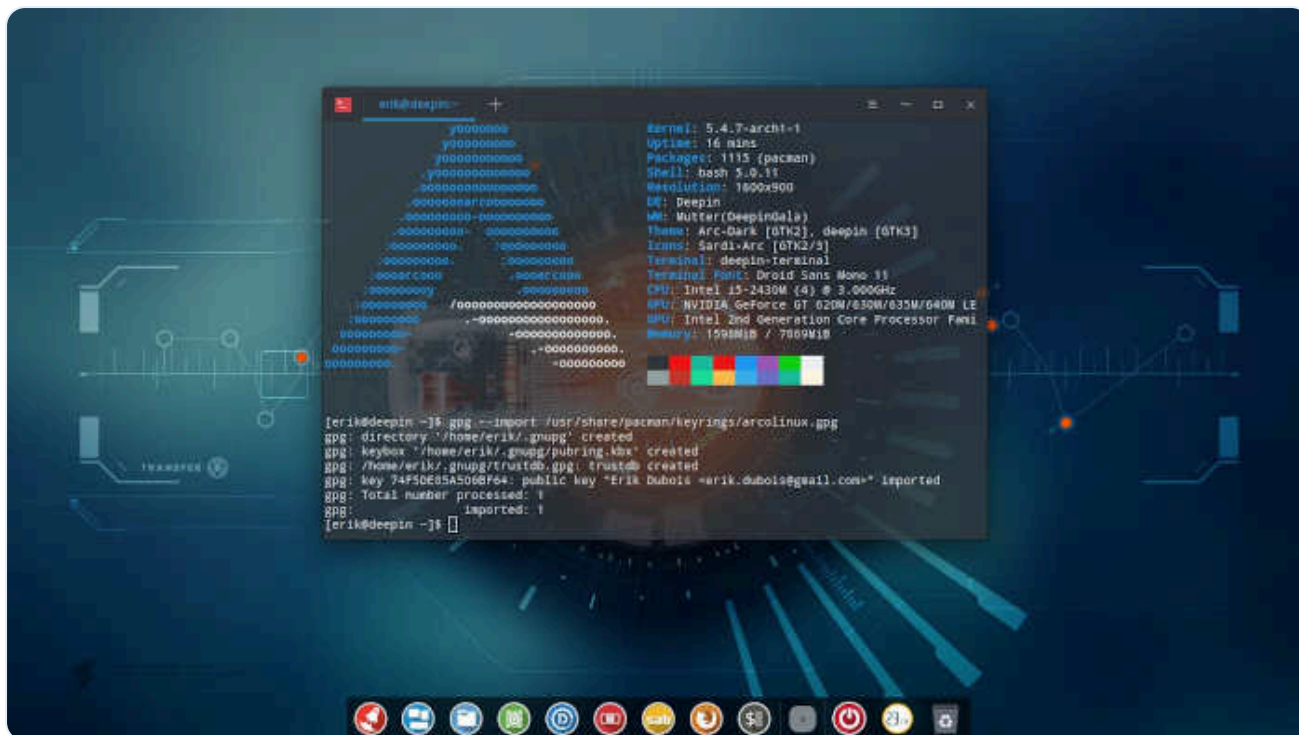 erik@deepin:~
yooooooo
Kernel: 5.4.7-arch1-1
Uptime: 16 mins
Packages: 1115 (pacman)
Shell: bash 5.0.11
Resolution: 1600x900
DE: Deepin
WM: Mutter(DeepinGala)
Theme: Arc-Dark [GTK2], deepin [GTK3]
Icons: Sardi-Arc [GTK2/3]
Terminal: deepin-terminal
Terminal Font: Droid Sans Mono 11
CPU: Intel i5-2430M (4) @ 3.000GHz
GPU: NVIDIA GeForce GT 620M/630M/635M/640M LE
GPU: Intel 2nd Generation Core Processor Fami
Memory: 1598MiB / 7869MiB
[erik@deepin ~]$ gpg --import /usr/share/pacman/keyrings/arcolinux.gpg
gpg: directory '/home/erik/.gnupg' created
gpg: keybox '/home/erik/.gnupg/pubring.kbx' created
gpg: /home/erik/.gnupg/trustdb.gpg: trustdb created
gpg: key 74F5DE85A506BF64: public key "Erik Dubois <erik.dubois@gmail.com>" imported
gpg: Total number processed: 1
gpg: imported: 1
[erik@deepin ~]$
TRANSFER
sab